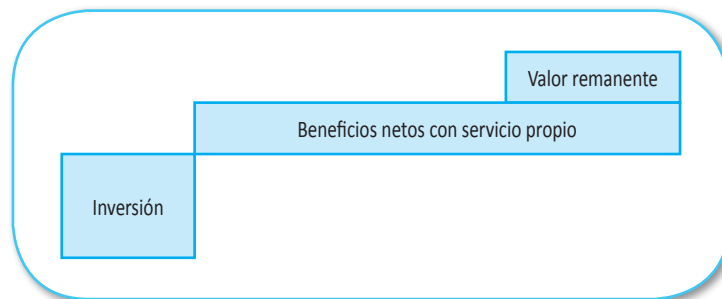 Valor remanente
Beneficios netos con servicio propio
Inversión